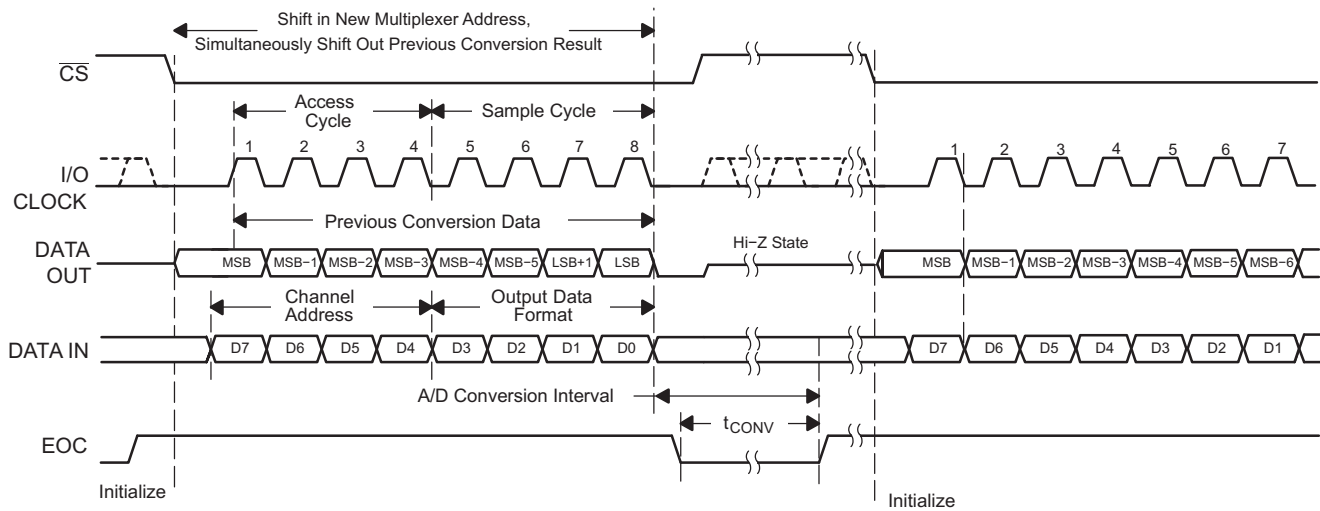 Shift in New Multiplexer Address,
Simultaneously Shift Out Previous Conversion Result
CS
Access
Cycle
Sample Cycle
1 2 3 4 5 6 7 8 1 2 3 4 5 6 7
I/O
CLOCK
Previous Conversion Data
DATA
OUT
MSB MSB−1 MSB−2 MSB−3 MSB−4 MSB−5 LSB+1 LSB Hi−Z State MSB MSB−1 MSB−2 MSB−3 MSB−4 MSB−5 MSB−6
Channel
Address
Output Data
Format
DATA IN D7 D6 D5 D4 D3 D2 D1 D0 D7 D6 D5 D4 D3 D2 D1
A/D Conversion Interval
tCONV
EOC
Initialize Initialize